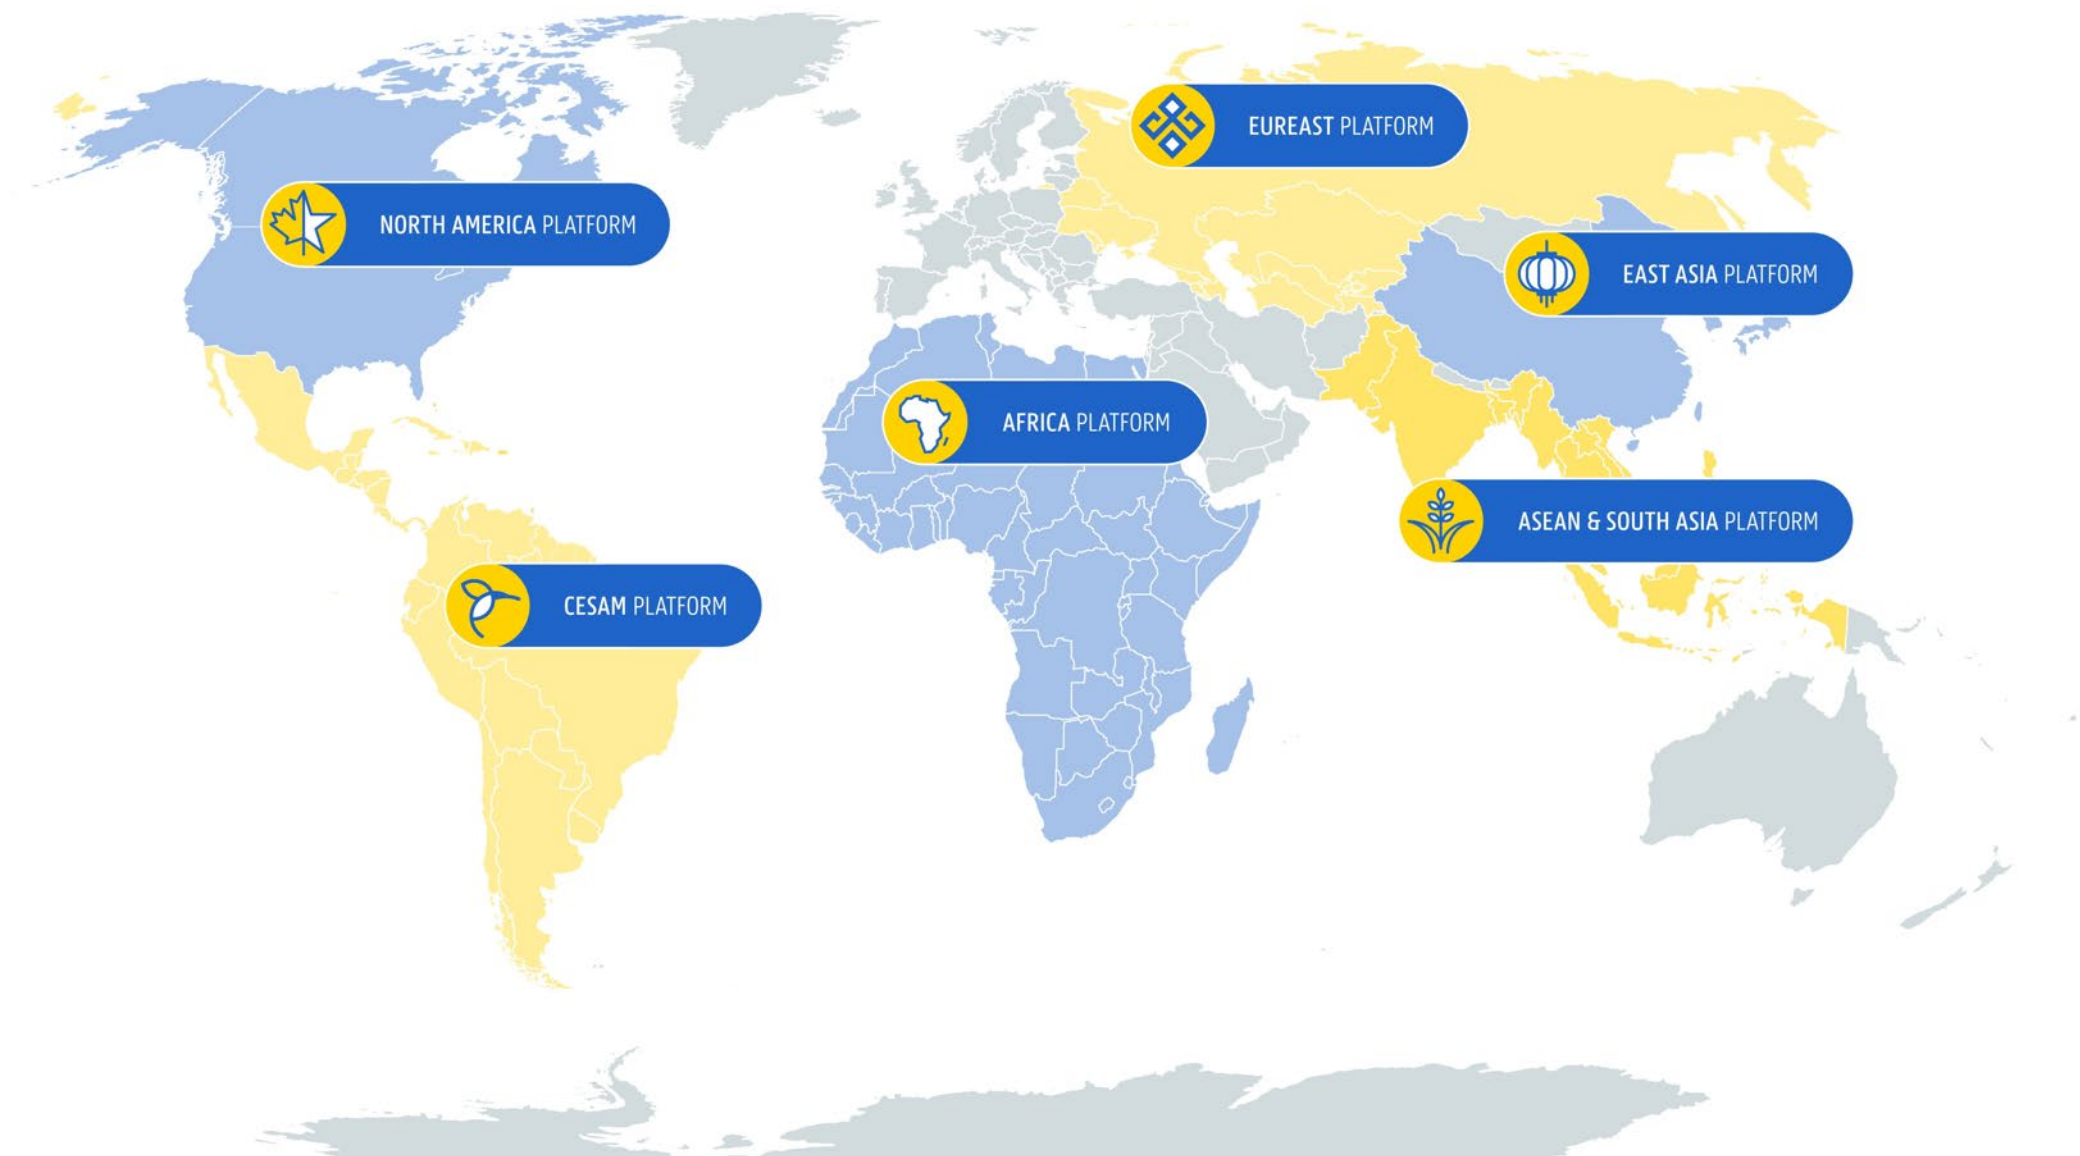 EUREAST PLATFORM
NORTH AMERICA PLATFORM
EAST ASIA PLATFORM
AFRICA PLATFORM
ASEAN & SOUTH ASIA PLATFORM
CESAM PLATFORM